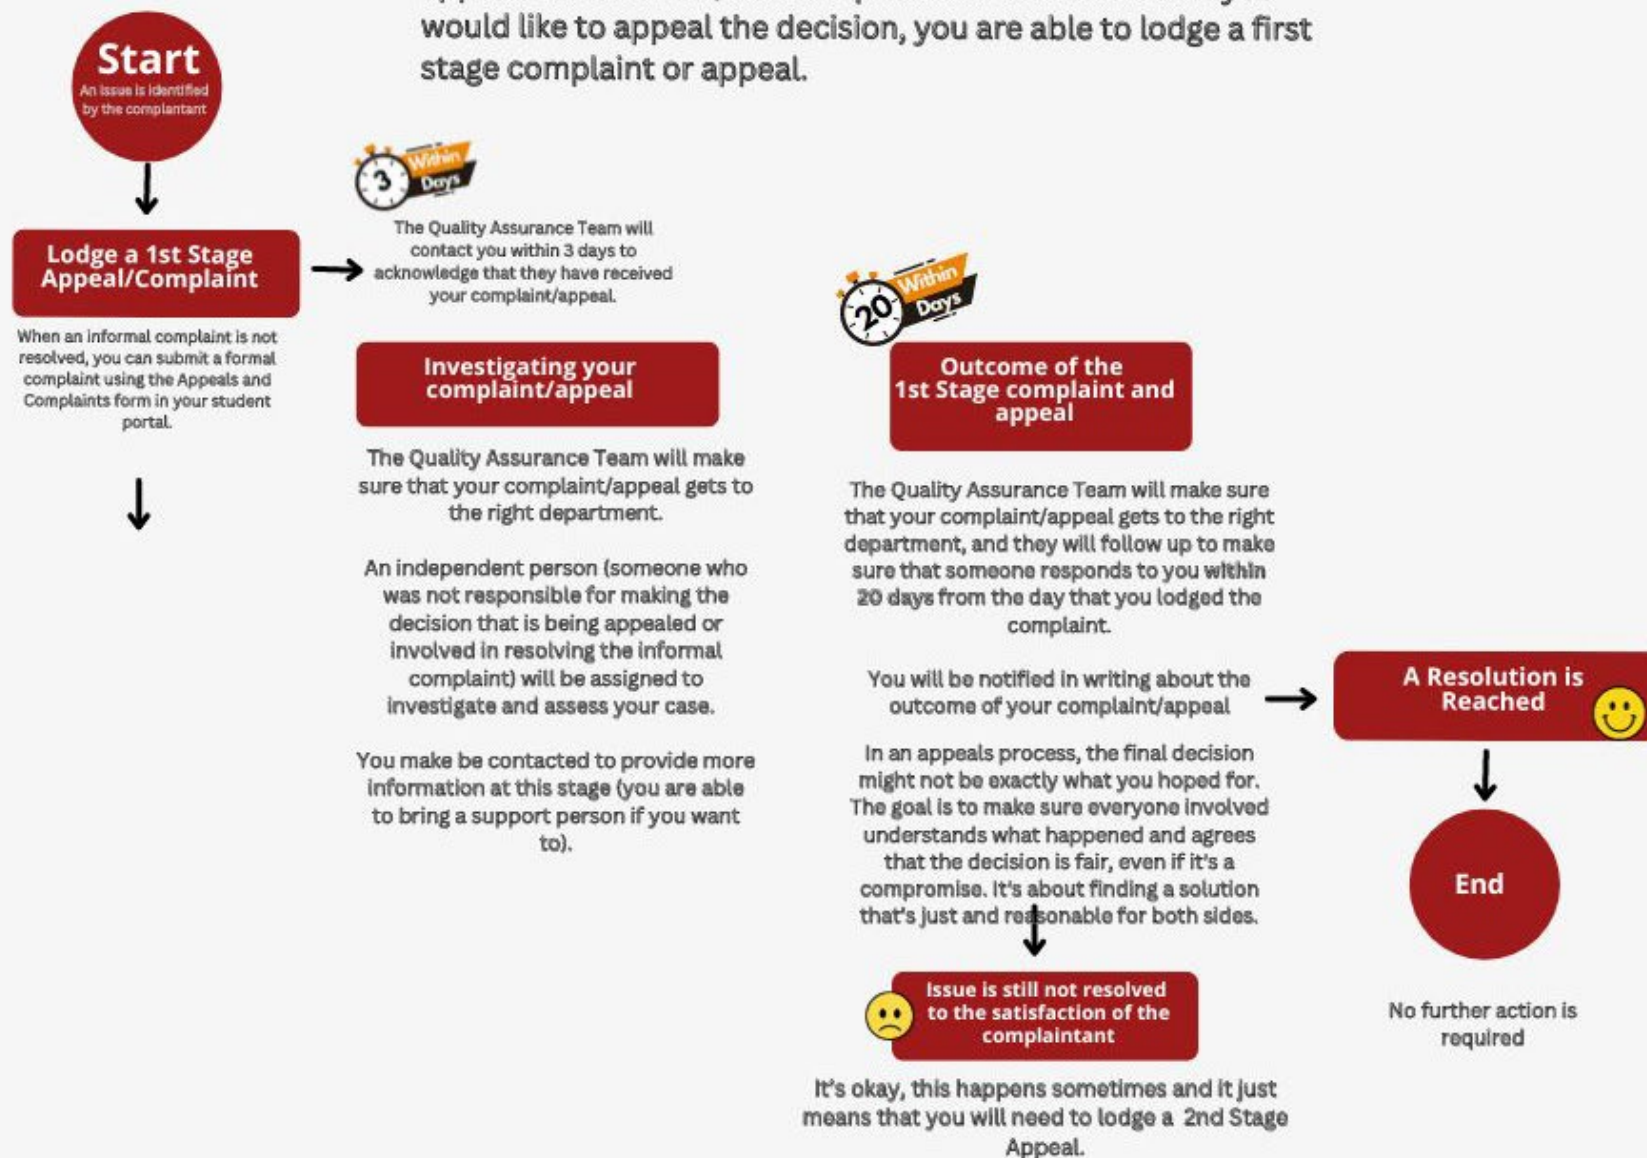 would like to appeal the decision, you are able to lodge a first
stage complaint or appeal.
Start
An issue is identified
by the complantant
Lodge a 1st Stage
Appeal/Complaint
When an informal complaint is not
resolved, you can submit a formal
complaint using the Appeals and
Complaints form in your student
portal.
3
Within
Days
The Quality Assurance Team will
contact you within 3 days to
acknowledge that they have received
your complaint/appeal.
Investigating your
complaint/appeal
The Quality Assurance Team will make
sure that your complaint/appeal gets to
the right department.
An independent person (someone who
was not responsible for making the
decision that is being appealed or
involved in resolving the informal
complaint) will be assigned to
investigate and assess your case.
You make be contacted to provide more
information at this stage (you are able
to bring a support person if you want
to).
20
Within
Days
Outcome of the
1st Stage complaint and
appeal
The Quality Assurance Team will make sure
that your complaint/appeal gets to the right
department, and they will follow up to make
sure that someone responds to you within
20 days from the day that you lodged the
complaint.
You will be notified in writing about the
outcome of your complaint/appeal
In an appeals process, the final decision
might not be exactly what you hoped for.
The goal is to make sure everyone involved
understands what happened and agrees
that the decision is fair, even if it's a
compromise. It's about finding a solution
that's just and reasonable for both sides.
Issue is still not resolved
to the satisfaction of the
complaintant
It's okay, this happens sometimes and it just
means that you will need to lodge a 2nd Stage
Appeal.
A Resolution is
Reached
End
No further action is
required